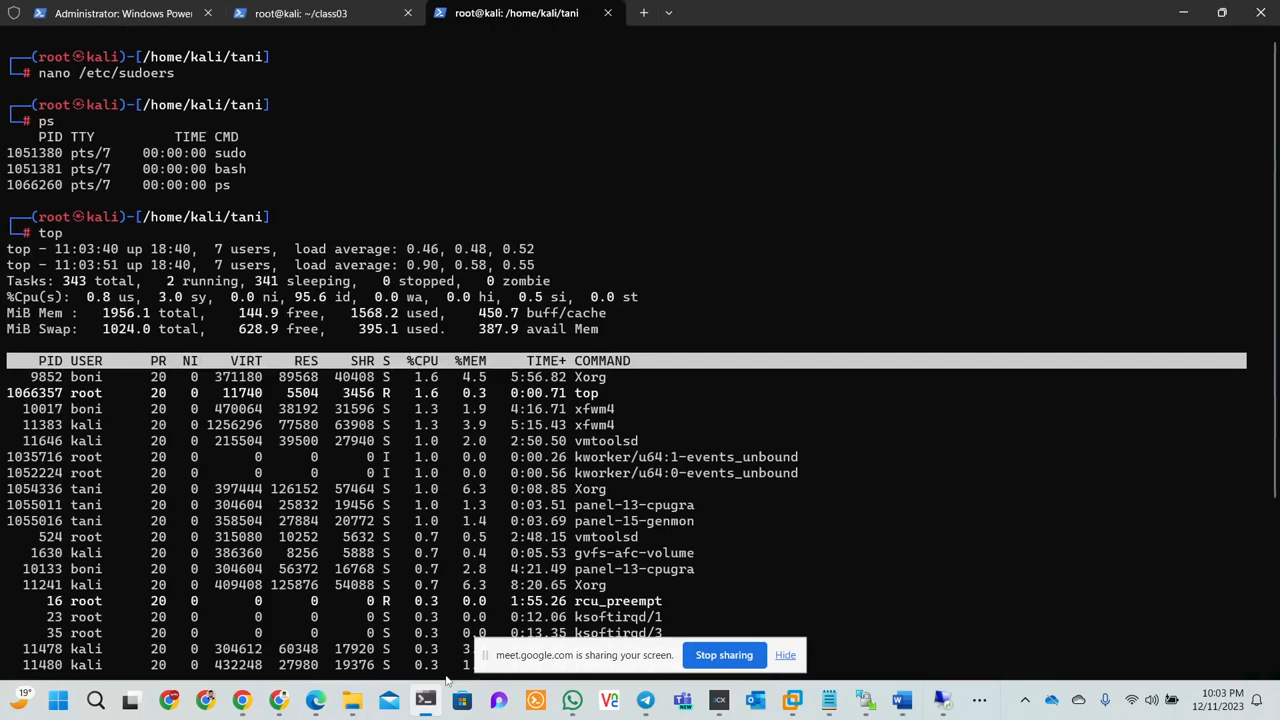 Administrator: Windows Power
root@kali: ~/class03
root@kali: /home/kali/tani
┌──(root㉿kali)-[/home/kali/tani]
└─# nano /etc/sudoers
┌──(root㉿kali)-[/home/kali/tani]
└─# ps
PID TTY TIME CMD
1051380 pts/7 00:00:00 sudo
1051381 pts/7 00:00:00 bash
1066260 pts/7 00:00:00 ps
┌──(root㉿kali)-[/home/kali/tani]
└─# top
top - 11:03:40 up 18:40, 7 users, load average: 0.46, 0.48, 0.52
top - 11:03:51 up 18:40, 7 users, load average: 0.90, 0.58, 0.55
Tasks: 343 total, 2 running, 341 sleeping, 0 stopped, 0 zombie
%Cpu(s): 0.8 us, 3.0 sy, 0.0 ni, 95.6 id, 0.0 wa, 0.0 hi, 0.5 si, 0.0 st
MiB Mem : 1956.1 total, 144.9 free, 1568.2 used, 450.7 buff/cache
MiB Swap: 1024.0 total, 628.9 free, 395.1 used. 387.9 avail Mem
PID USER PR NI VIRT RES SHR S %CPU %MEM TIME+ COMMAND
9852 boni 20 0 371180 89568 40408 S 1.6 4.5 5:56.82 Xorg
1066357 root 20 0 11740 5504 3456 R 1.6 0.3 0:00.71 top
10017 boni 20 0 470064 38192 31596 S 1.3 1.9 4:16.71 xfwm4
11383 kali 20 0 1256296 77580 63908 S 1.3 3.9 5:15.43 xfwm4
11646 kali 20 0 215504 39500 27940 S 1.0 2.0 2:50.50 vmtoolsd
1035716 root 20 0 0 0 0 I 1.0 0.0 0:00.26 kworker/u64:1-events_unbound
1052224 root 20 0 0 0 0 I 1.0 0.0 0:00.56 kworker/u64:0-events_unbound
1054336 tani 20 0 397444 126152 57464 S 1.0 6.3 0:08.85 Xorg
1055011 tani 20 0 304604 25832 19456 S 1.0 1.3 0:03.51 panel-13-cpugra
1055016 tani 20 0 358504 27884 20772 S 1.0 1.4 0:03.69 panel-15-genmon
524 root 20 0 315080 10252 5632 S 0.7 0.5 2:48.15 vmtoolsd
1630 kali 20 0 386360 8256 5888 S 0.7 0.4 0:05.53 gvfs-afc-volume
10133 boni 20 0 304604 56372 16768 S 0.7 2.8 4:21.49 panel-13-cpugra
11241 kali 20 0 409408 125876 54088 S 0.7 6.3 8:20.65 Xorg
16 root 20 0 0 0 0 R 0.3 0.0 1:55.26 rcu_preempt
23 root 20 0 0 0 0 S 0.3 0.0 0:12.06 ksoftirqd/1
35 root 20 0 0 0 0 S 0.3 0.0 0:13.35 ksoftirqd/3
11478 kali 20 0 304612 60348 17920 S 0.3
11480 kali 20 0 432248 27980 19376 S 0.3
meet.google.com is sharing your screen.
Stop sharing
Hide
19°
NEW
10:03 PM
12/11/2023